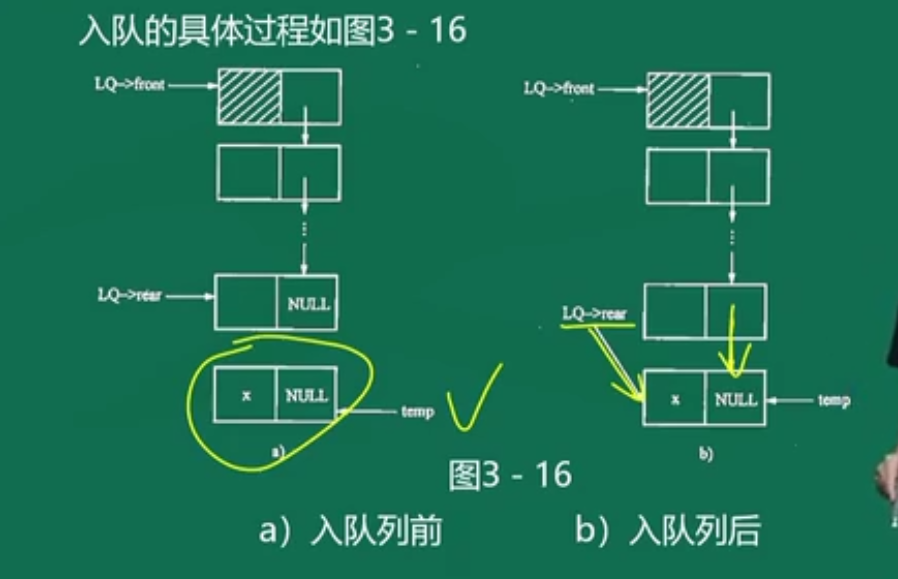 入队的具体过程如图3 - 16
LQ->front
LQ->front
LQ->rear
NULL
LQ->rear
x
NULL
temp
x
NULL
temp
a)
b)
图3 - 16
a）入队列前
b）入队列后